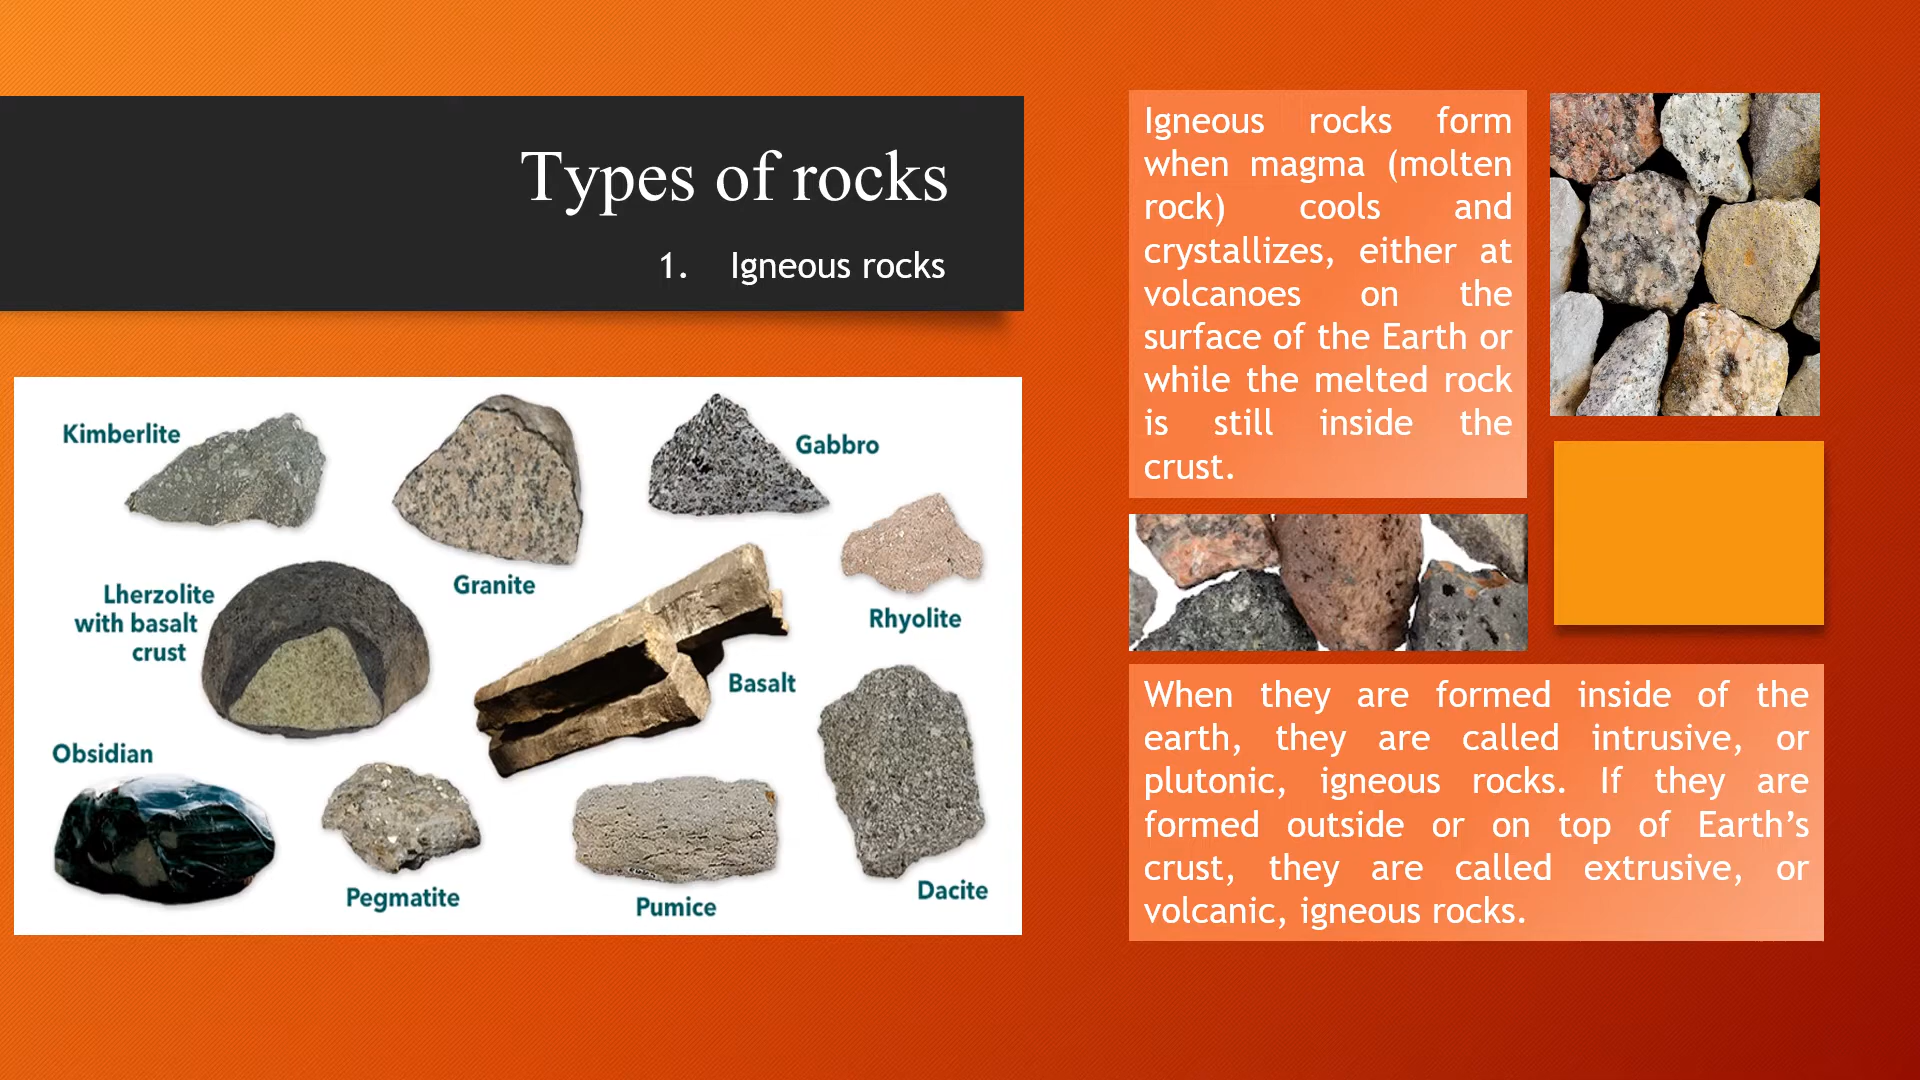 Types of rocks
1. Igneous rocks
Kimberlite
Granite
Gabbro
Rhyolite
Lherzolite
with basalt
crust
Basalt
Obsidian
Pegmatite
Pumice
Dacite
Igneous rocks form
when magma (molten
rock) cools and
crystallizes, either at
volcanoes on the
surface of the Earth or
while the melted rock
is still inside the
crust.
When they are formed inside of the
earth, they are called intrusive, or
plutonic, igneous rocks. If they are
formed outside or on top of Earth’s
crust, they are called extrusive, or
volcanic, igneous rocks.